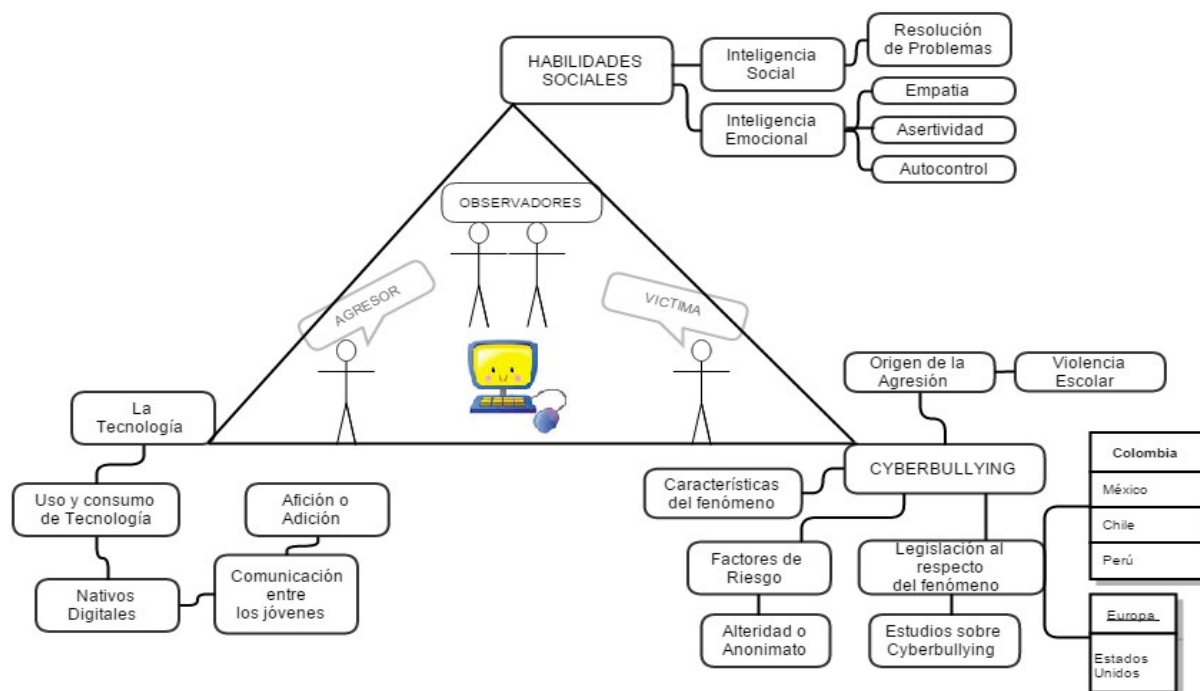 HABILIDADES
SOCIALES
Inteligencia
Social
Resolución
de Problemas
Inteligencia
Emocional
Empatia
Asertividad
Autocontrol
OBSERVADORES
AGRESOR
VICTIMA
La
Tecnología
Uso y consumo
de Tecnología
Nativos
Digitales
Comunicación
entre
los jóvenes
Afición o
Adición
Origen de la
Agresión
Violencia
Escolar
CYBERBULLYING
Características
del fenómeno
Factores de
Riesgo
Alteridad o
Anonimato
Legislación al
respecto
del fenómeno
Estudios sobre
Cyberbullying
Colombia
México
Chile
Perú
Europa
Estados
Unidos